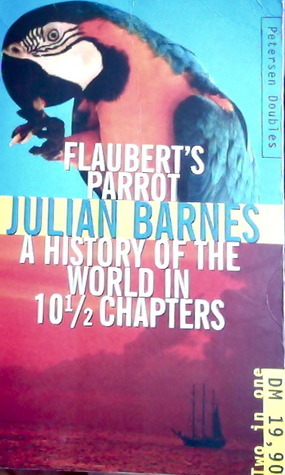 Petersen Doubles
FLAUBERT'S
PARROT
JULIAN BARNES
A HISTORY OF THE
WORLD IN
10½ CHAPTERS
Two in one
DM 19,90